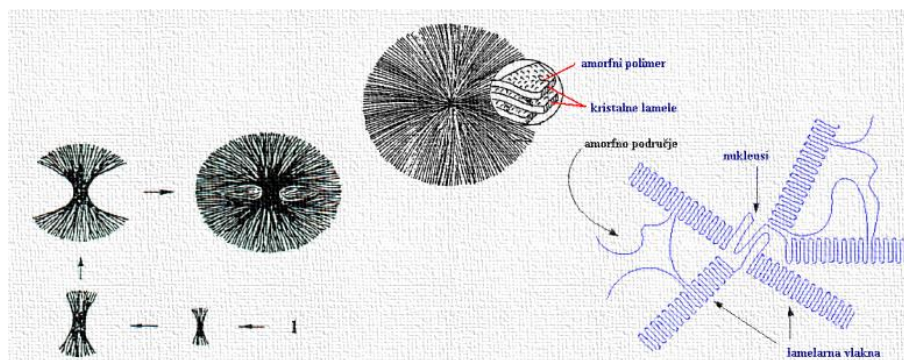 amorfni polimer
kristalne lamele
amorfno područje
nukleusi
lamelarna vlakna